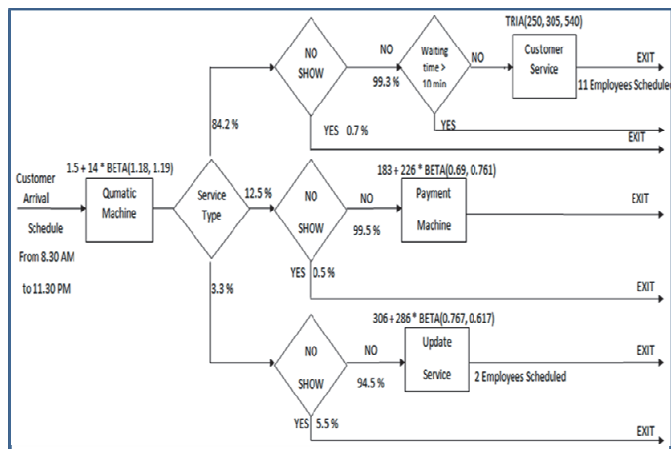 TRIA(250, 305, 540)
NO
SHOW
NO
99.3 %
Waiting
time >
10 min
NO
Customer
Service
EXIT
11 Employees Scheduled
84.2 %
YES 0.7 %
YES
EXIT
1.5 + 14 * BETA(1.18, 1.19)
183 + 226 * BETA(0.69, 0.761)
Customer
Arrival
Schedule
From 8.30 AM
to 11.30 PM
Qumatic
Machine
Service
Type
12.5 %
NO
SHOW
NO
99.5 %
Payment
Machine
EXIT
YES 0.5 %
EXIT
3.3 %
306 + 286 * BETA(0.767, 0.617)
NO
SHOW
NO
94.5 %
Update
Service
EXIT
2 Employees Scheduled
YES 5.5 %
EXIT